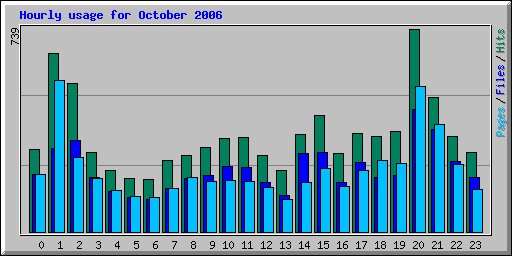 Hourly usage for October 2006
739
Pages/Files/Hits
0 1 2 3 4 5 6 7 8 9 10 11 12 13 14 15 16 17 18 19 20 21 22 23